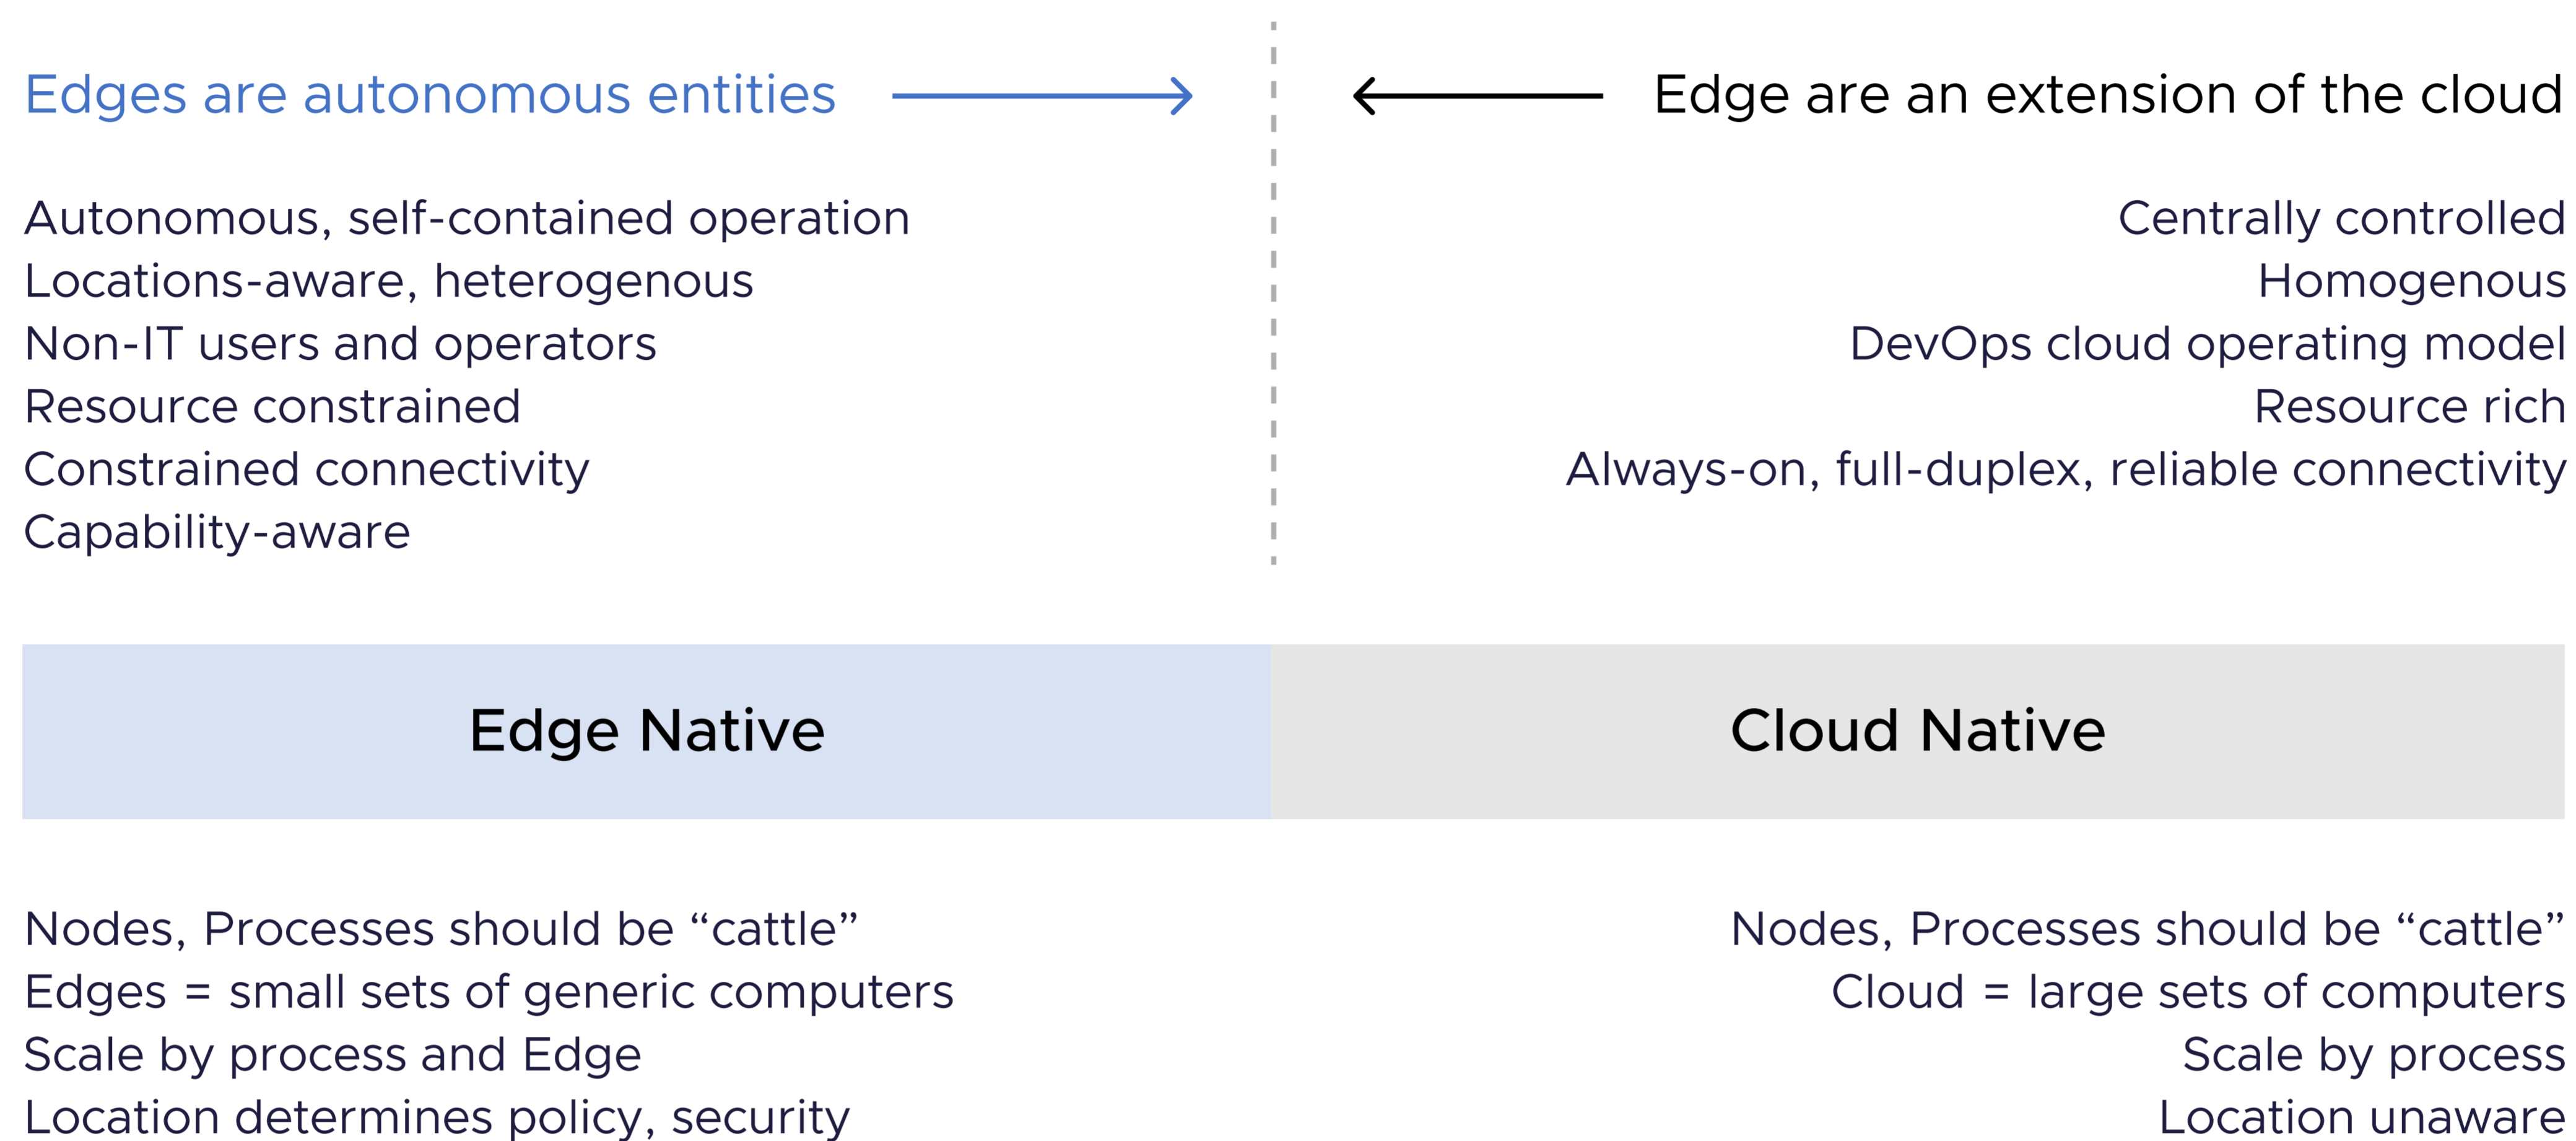 Edges are autonomous entities
Autonomous, self-contained operation
Locations-aware, heterogenous
Non-IT users and operators
Resource constrained
Constrained connectivity
Capability-aware
Edge are an extension of the cloud
Centrally controlled
Homogenous
DevOps cloud operating model
Resource rich
Always-on, full-duplex, reliable connectivity
Edge Native
Cloud Native
Nodes, Processes should be “cattle”
Edges = small sets of generic computers
Scale by process and Edge
Location determines policy, security
Nodes, Processes should be “cattle”
Cloud = large sets of computers
Scale by process
Location unaware